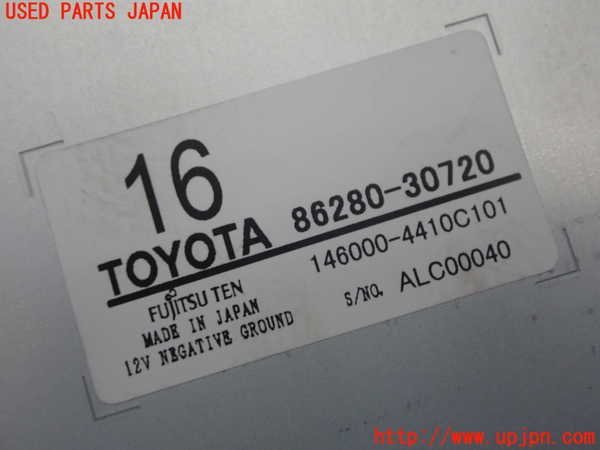 USED PARTS JAPAN
16
TOYOTA 86280-30720
146000-4410C101
FUJITSU TEN
MADE IN JAPAN
12V NEGATIVE GROUND
S/NO. ALC00040
http://www.upjpn.com/